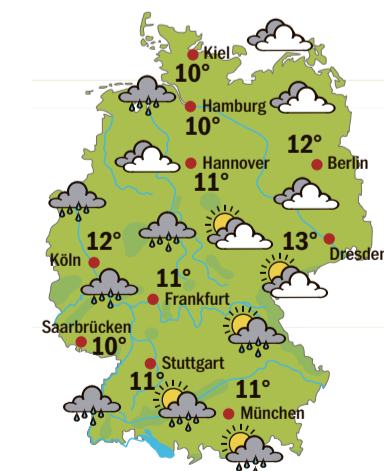 Kiel
10°
Hamburg
10°
Hannover
11°
12°
Berlin
12°
Köln
13°
Dresden
11°
Frankfurt
Saarbrücken
10°
Stuttgart
11°
11°
München